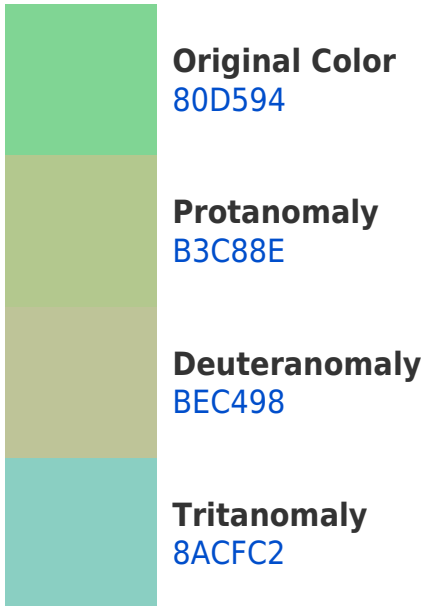 Original Color
80D594
Protanomaly
B3C88E
Deuteranomaly
BEC498
Tritanomaly
8ACFC2